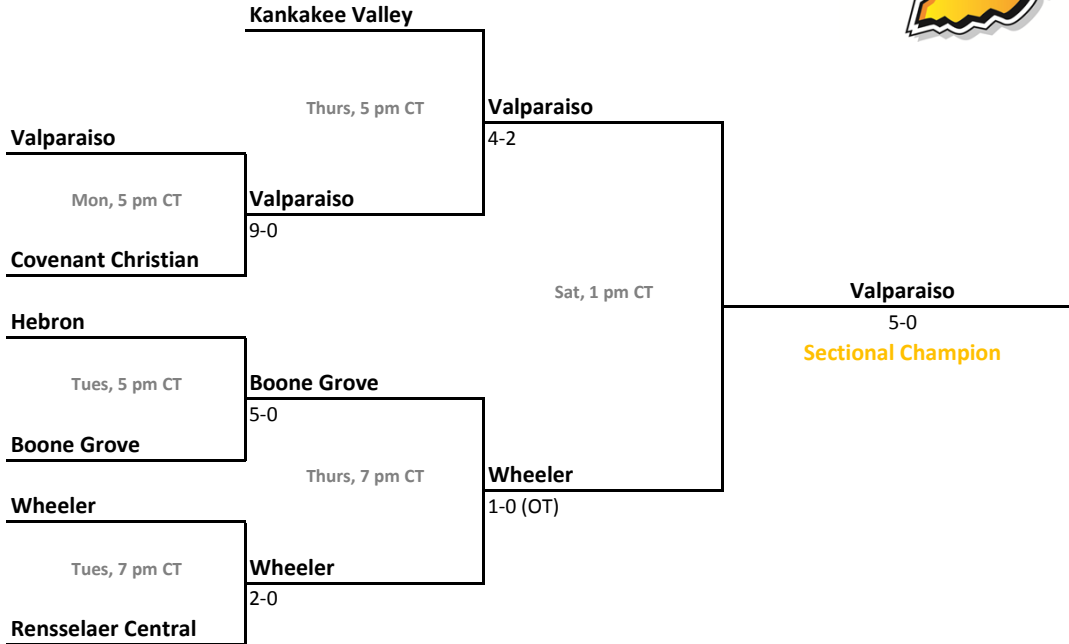 Kankakee Valley
Thurs, 5 pm CT
Valparaiso
4-2
Valparaiso
Mon, 5 pm CT
Valparaiso
9-0
Covenant Christian
Sat, 1 pm CT
Valparaiso
5-0
Sectional Champion
Hebron
Tues, 5 pm CT
Boone Grove
5-0
Boone Grove
Thurs, 7 pm CT
Wheeler
1-0 (OT)
Wheeler
Tues, 7 pm CT
Wheeler
2-0
Rensselaer Central